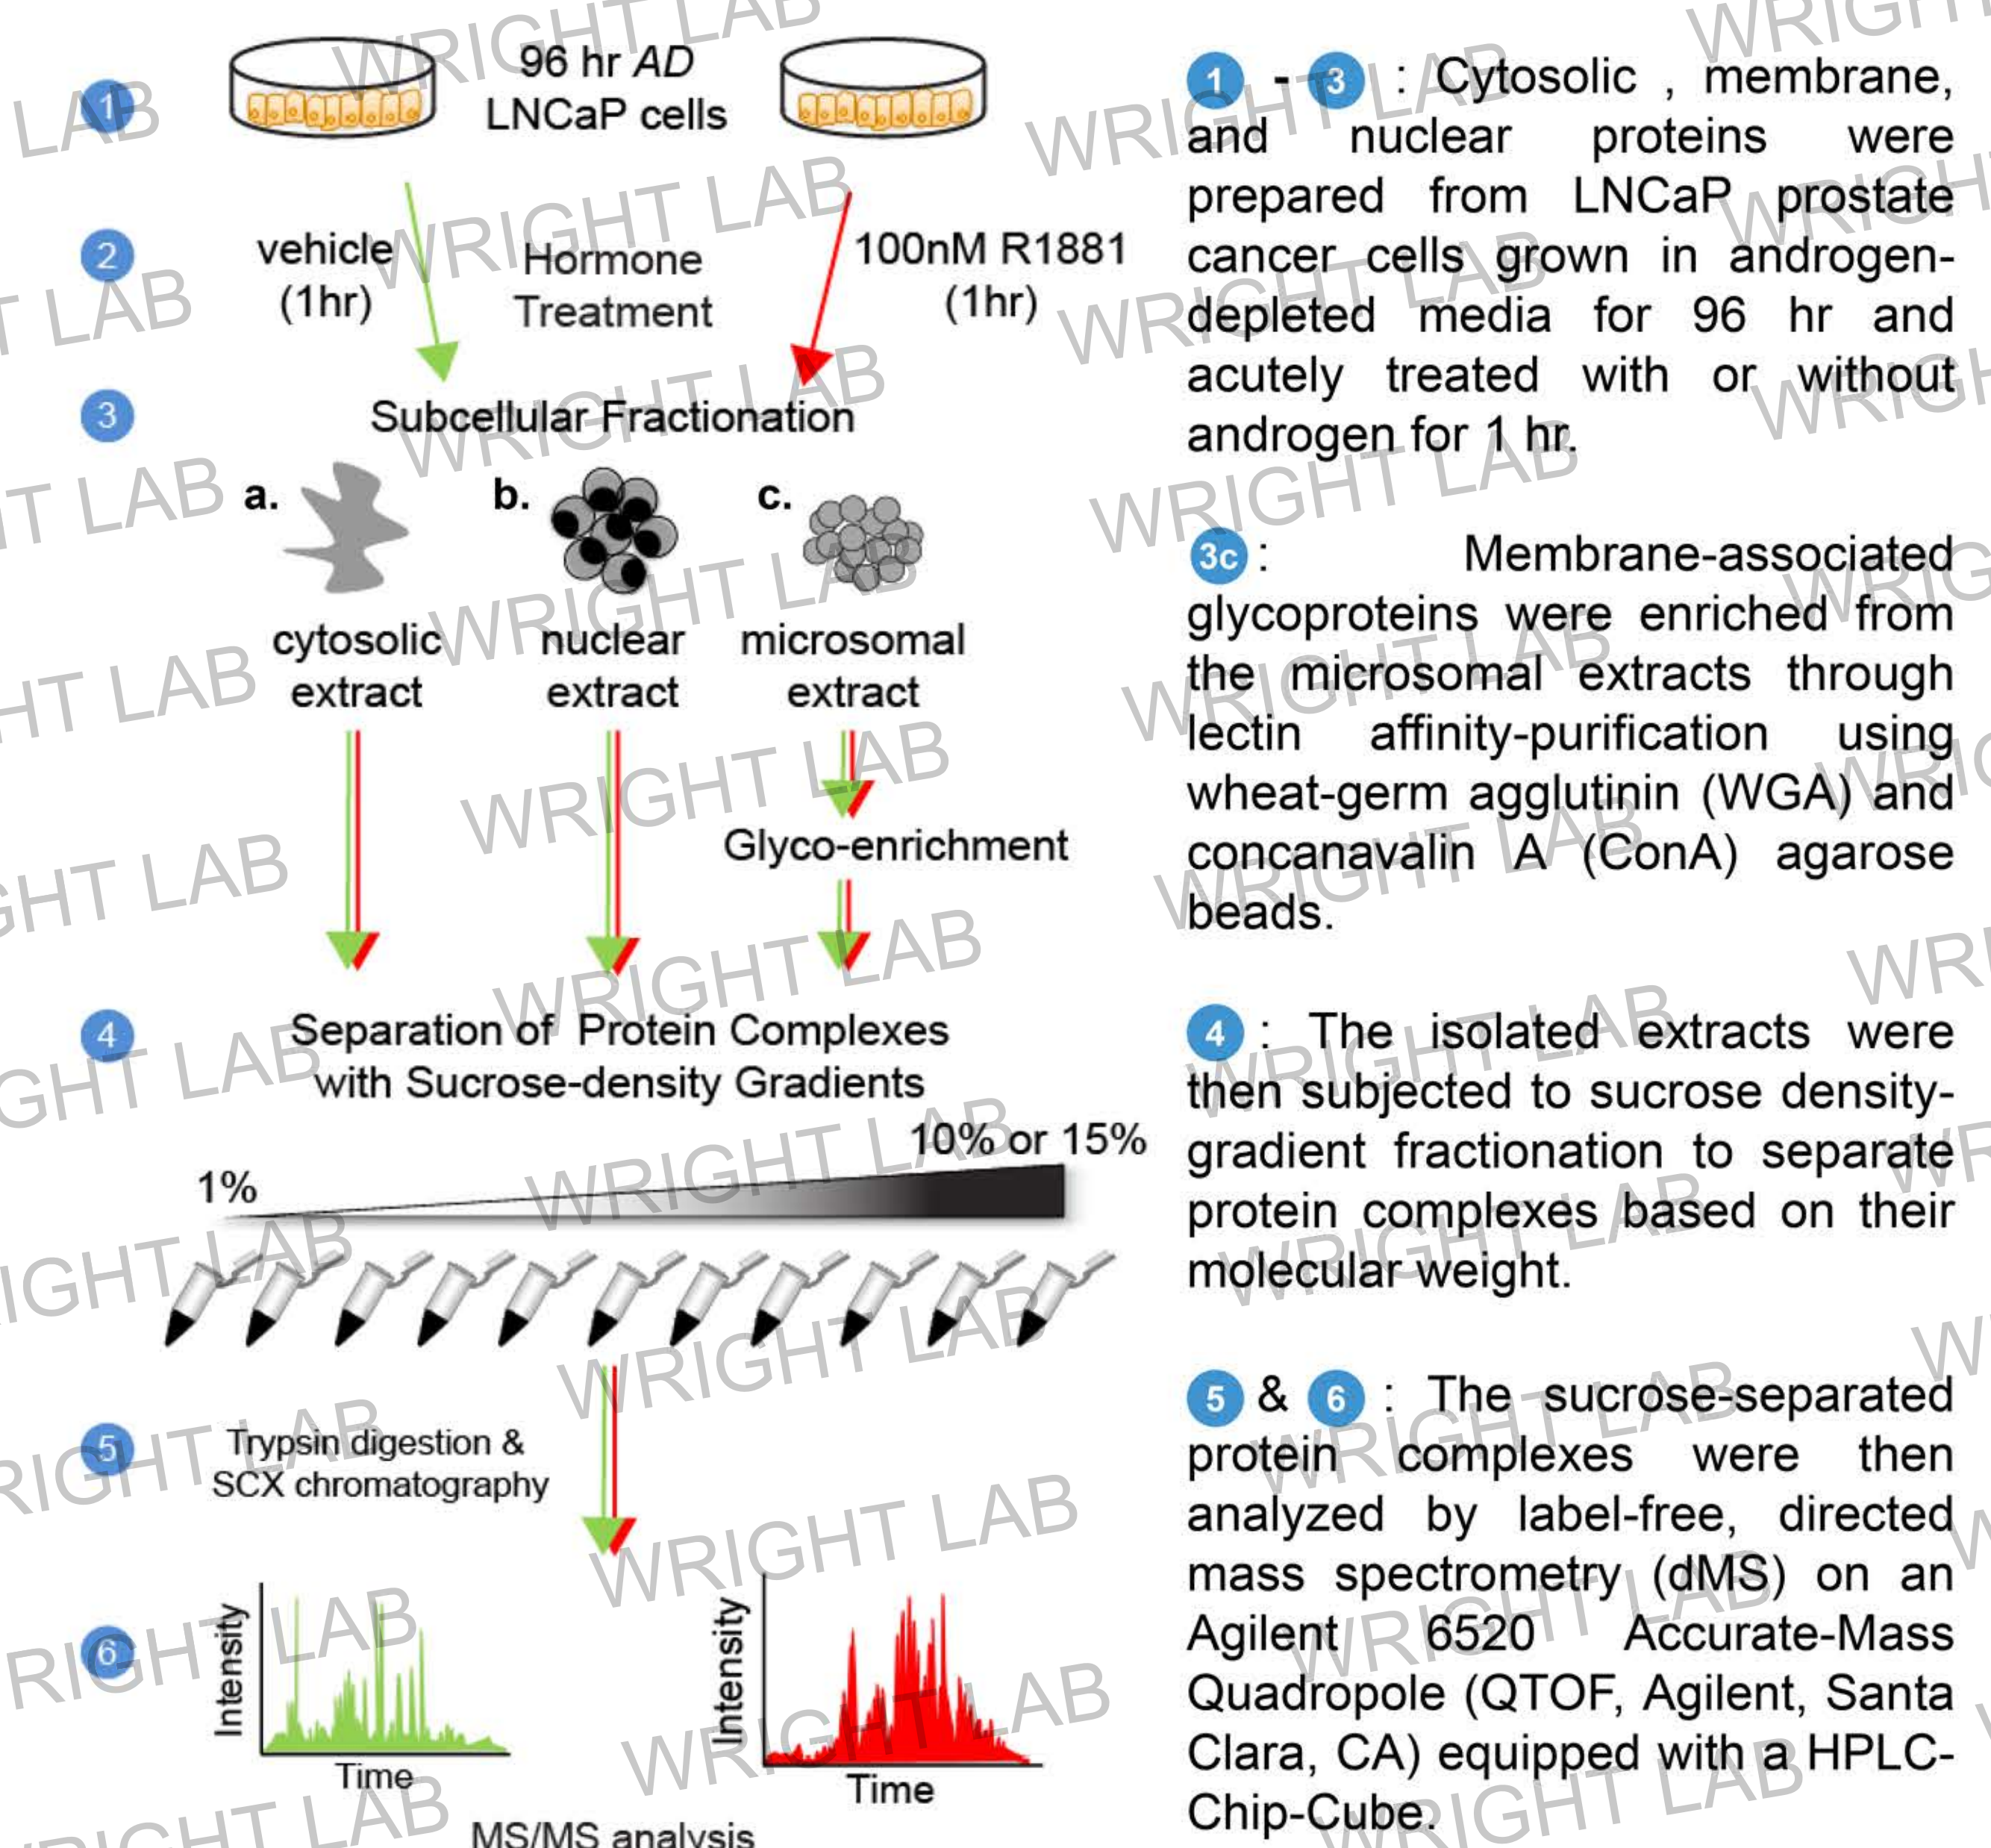 1
96 hr AD
LNCaP cells
2
vehicle
(1hr)
Hormone
Treatment
100nM R1881
(1hr)
3
Subcellular Fractionation
a.
b.
c.
cytosolic
extract
nuclear
extract
microsomal
extract
Glyco-enrichment
4
Separation of Protein Complexes
with Sucrose-density Gradients
1%
10% or 15%
5
Trypsin digestion &
SCX chromatography
6
Intensity
Time
Intensity
Time
MS/MS analysis
1 - 3 : Cytosolic , membrane,
and nuclear proteins were
prepared from LNCaP prostate
cancer cells grown in androgen-
depleted media for 96 hr and
acutely treated with or without
androgen for 1 hr.
3c : Membrane-associated
glycoproteins were enriched from
the microsomal extracts through
lectin affinity-purification using
wheat-germ agglutinin (WGA) and
concanavalin A (ConA) agarose
beads.
4 : The isolated extracts were
then subjected to sucrose density-
gradient fractionation to separate
protein complexes based on their
molecular weight.
5 & 6 : The sucrose-separated
protein complexes were then
analyzed by label-free, directed
mass spectrometry (dMS) on an
Agilent 6520 Accurate-Mass
Quadropole (QTOF, Agilent, Santa
Clara, CA) equipped with a HPLC-
Chip-Cube.
WRIGHT LAB